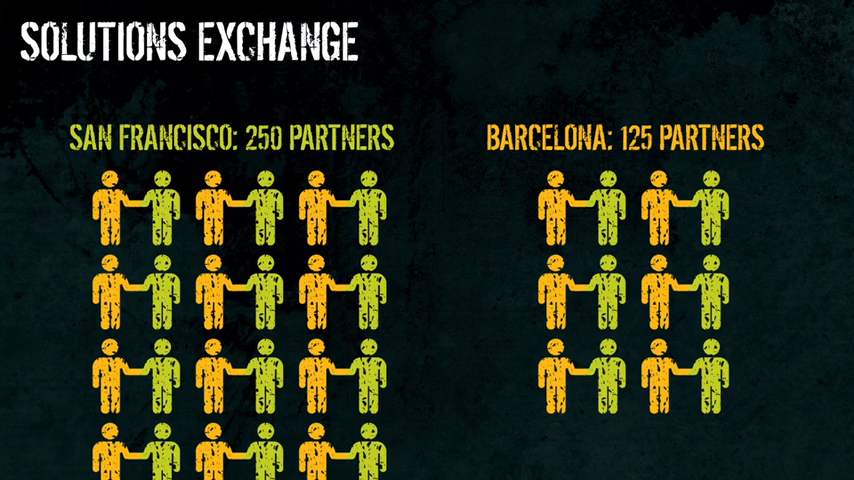 SOLUTIONS EXCHANGE
SAN FRANCISCO: 250 PARTNERS
BARCELONA: 125 PARTNERS